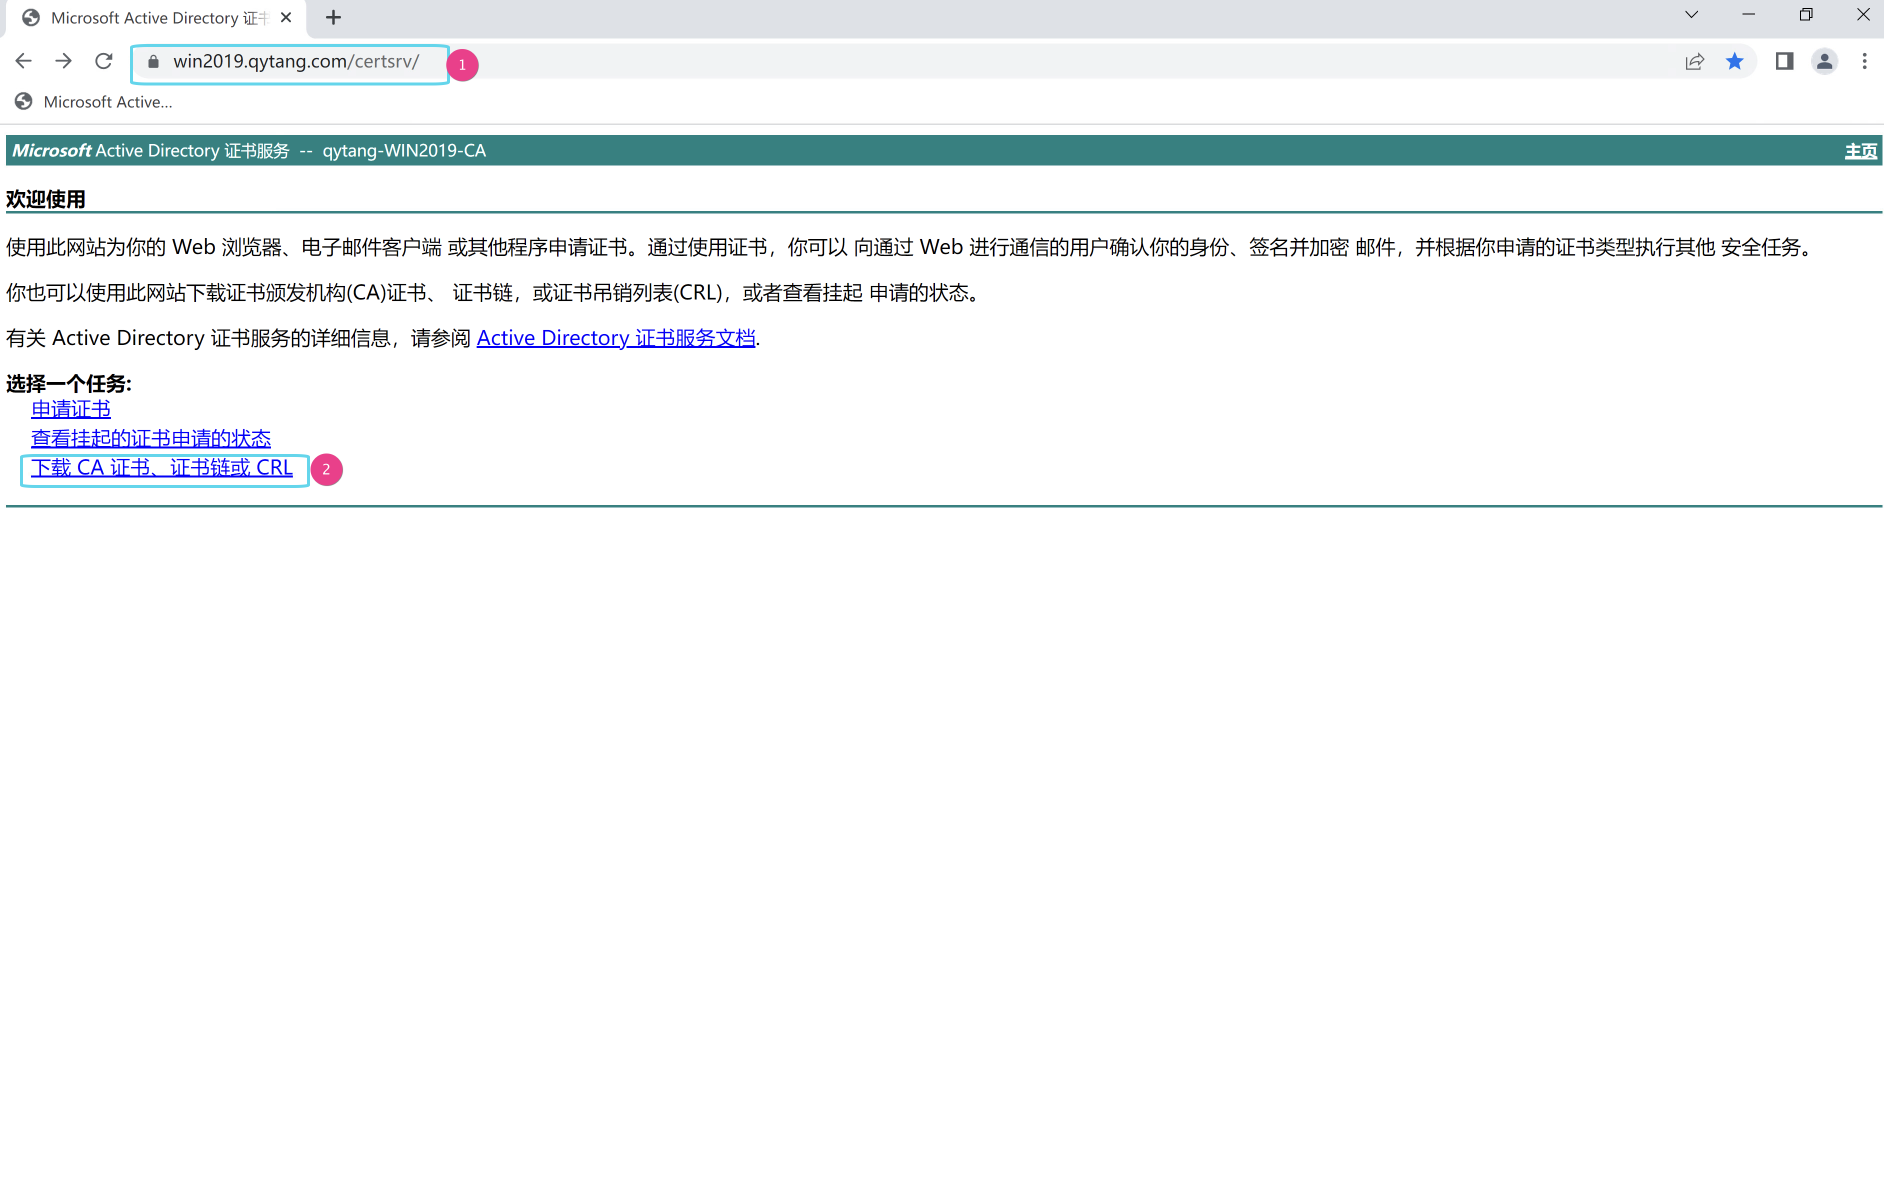 Microsoft Active Directory 证书
win2019.qytang.com/certsrv/
1
Microsoft Active...
Microsoft Active Directory 证书服务 -- qytang-WIN2019-CA
主页
欢迎使用
使用此网站为你的 Web 浏览器、电子邮件客户端 或其他程序申请证书。通过使用证书，你可以 向通过 Web 进行通信的用户确认你的身份、签名并加密 邮件，并根据你申请的证书类型执行其他 安全任务。
你也可以使用此网站下载证书颁发机构(CA)证书、 证书链，或证书吊销列表(CRL)，或者查看挂起 申请的状态。
有关 Active Directory 证书服务的详细信息，请参阅 Active Directory 证书服务文档.
选择一个任务:
申请证书
查看挂起的证书申请的状态
下载 CA 证书、证书链或 CRL
2